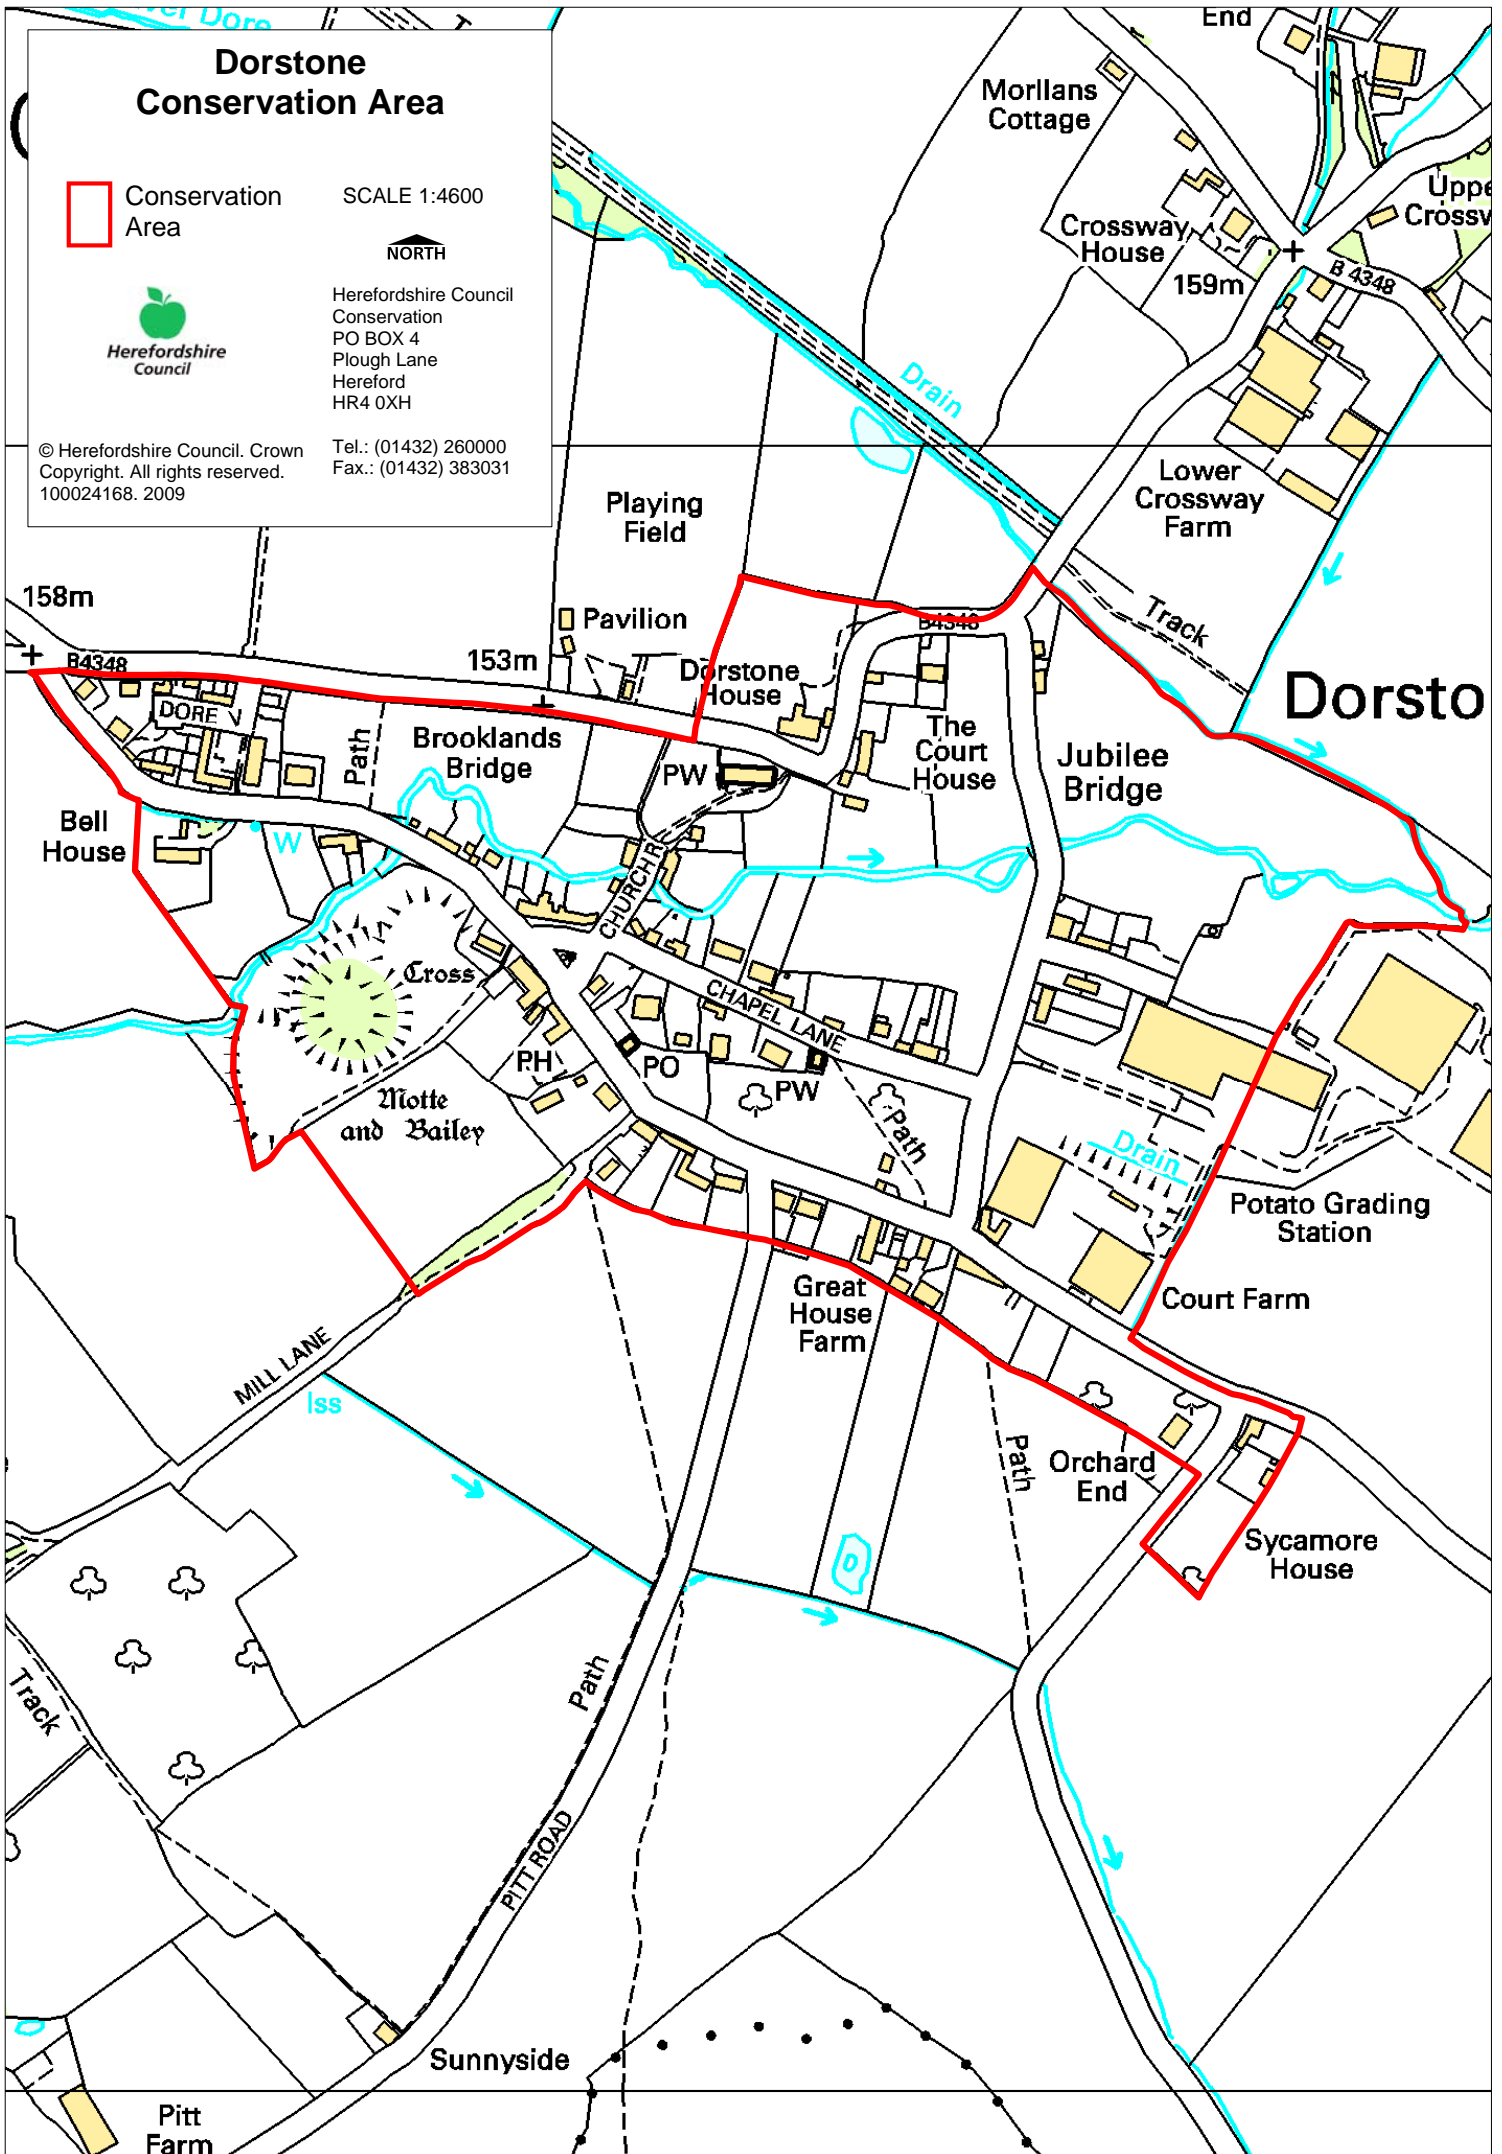 Dorstone
Conservation Area
Conservation
Area
SCALE 1:4600
NORTH
Herefordshire
Council
Herefordshire Council
Conservation
PO BOX 4
Plough Lane
Hereford
HR4 0XH
Tel.: (01432) 260000
Fax.: (01432) 383031
© Herefordshire Council. Crown
Copyright. All rights reserved.
100024168. 2009
Dore
End
Morllans
Cottage
Crossway
House
159m
B 4348
Drain
Lower
Crossway
Farm
Playing
Field
158m
B4348
153m
Pavilion
Dorstone
House
B4348
Track
Dorsto
DORE
Path
Brooklands
Bridge
PW
The
Court
House
Jubilee
Bridge
Bell
House
W
CHURCH R
Cross
CHAPEL LANE
PH
PO
PW
Motte
and Bailey
Path
Drain
Potato Grading
Station
Court Farm
Great
House
Farm
MILL LANE
Iss
Path
Orchard
End
Sycamore
House
Track
Path
PITT ROAD
Sunnyside
Pitt
Farm